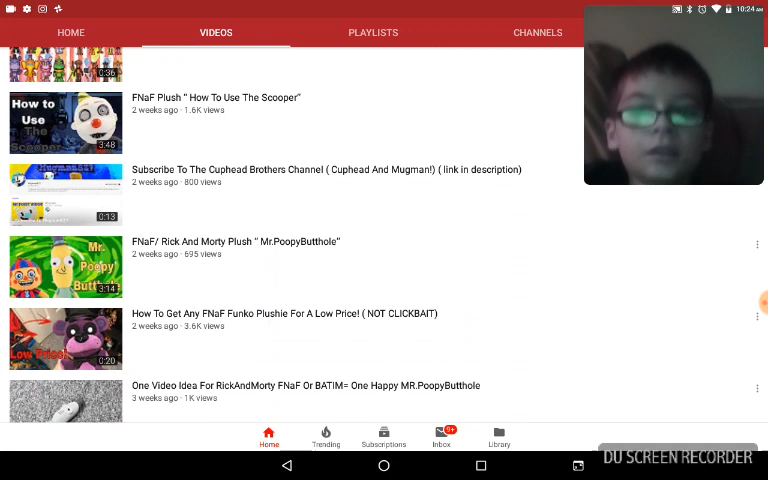 10:24 AM
HOME VIDEOS PLAYLISTS CHANNELS
0:36
FNaF Plush “ How To Use The Scooper”
2 weeks ago · 1.6K views
How to
Use
The
Scooper
3:48
Subscribe To The Cuphead Brothers Channel ( Cuphead And Mugman!) ( link in description)
2 weeks ago · 800 views
0:13
FNaF/ Rick And Morty Plush “ Mr.PoopyButthole”
2 weeks ago · 695 views
Mr.
Poopy
Butt
3:14
How To Get Any FNaF Funko Plushie For A Low Price! ( NOT CLICKBAIT)
2 weeks ago · 3.6K views
Low Price!
0:20
One Video Idea For RickAndMorty FNaF Or BATIM= One Happy MR.PoopyButthole
3 weeks ago · 1K views
9+
Home Trending Subscriptions Inbox Library
DU SCREEN RECORDER